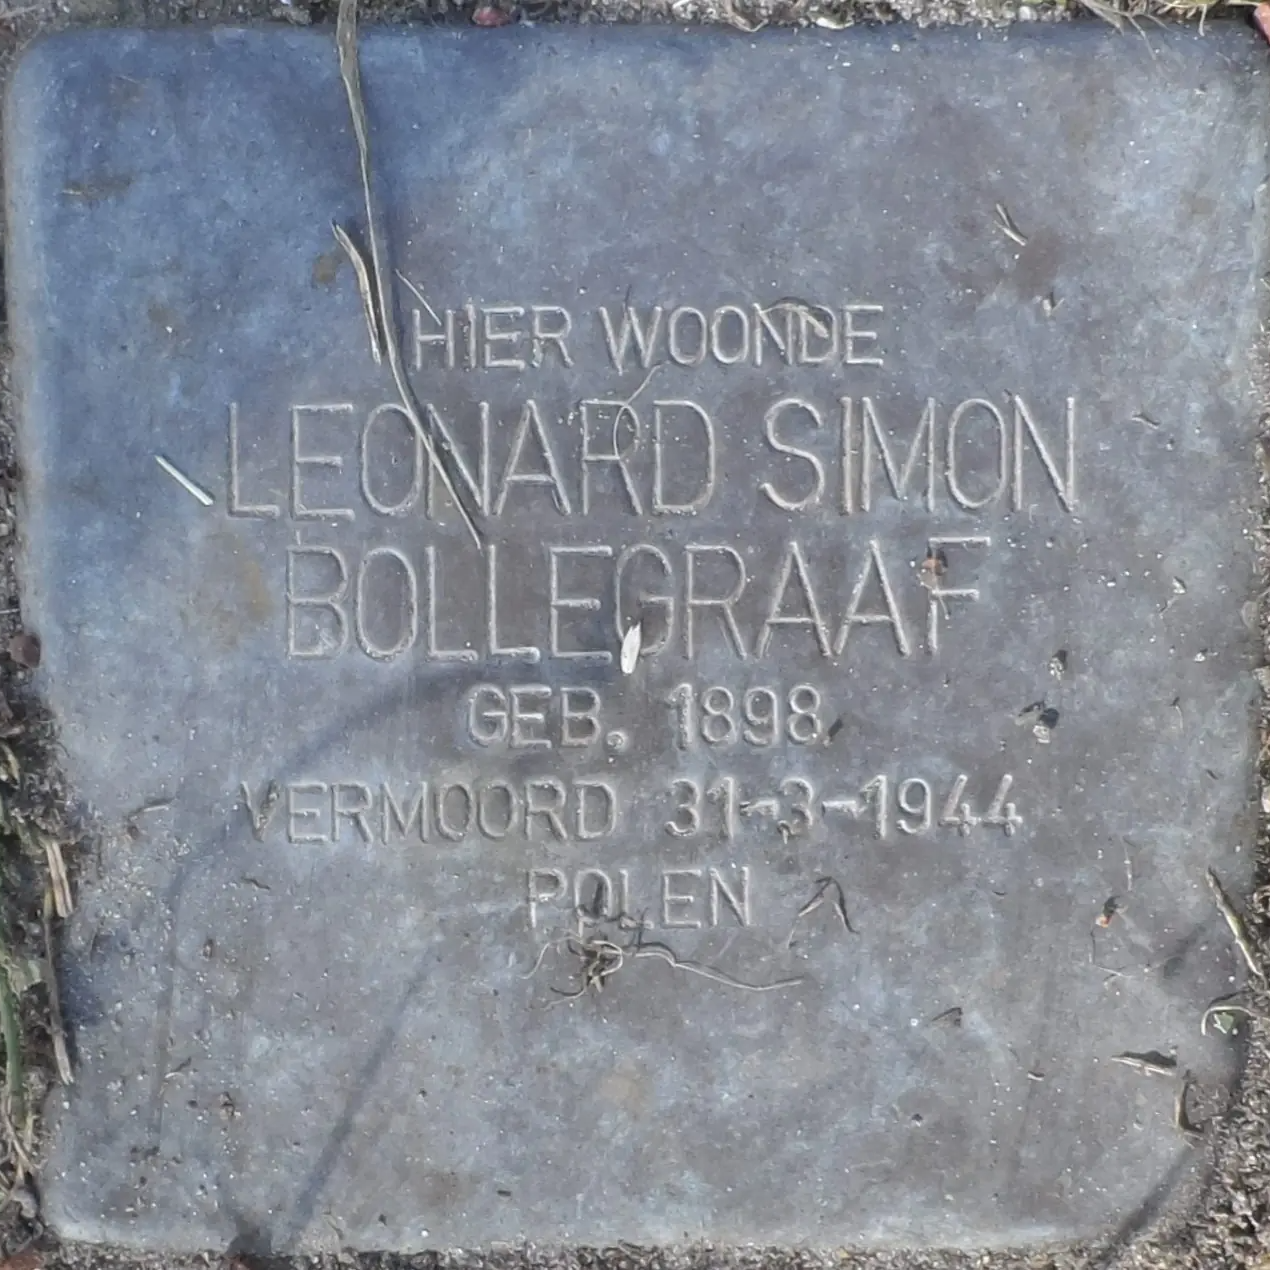 HIER WOONDE
LEONARD SIMON
BOLLEGRAAF
GEB. 1898
VERMOORD 31-3-1944
POLEN